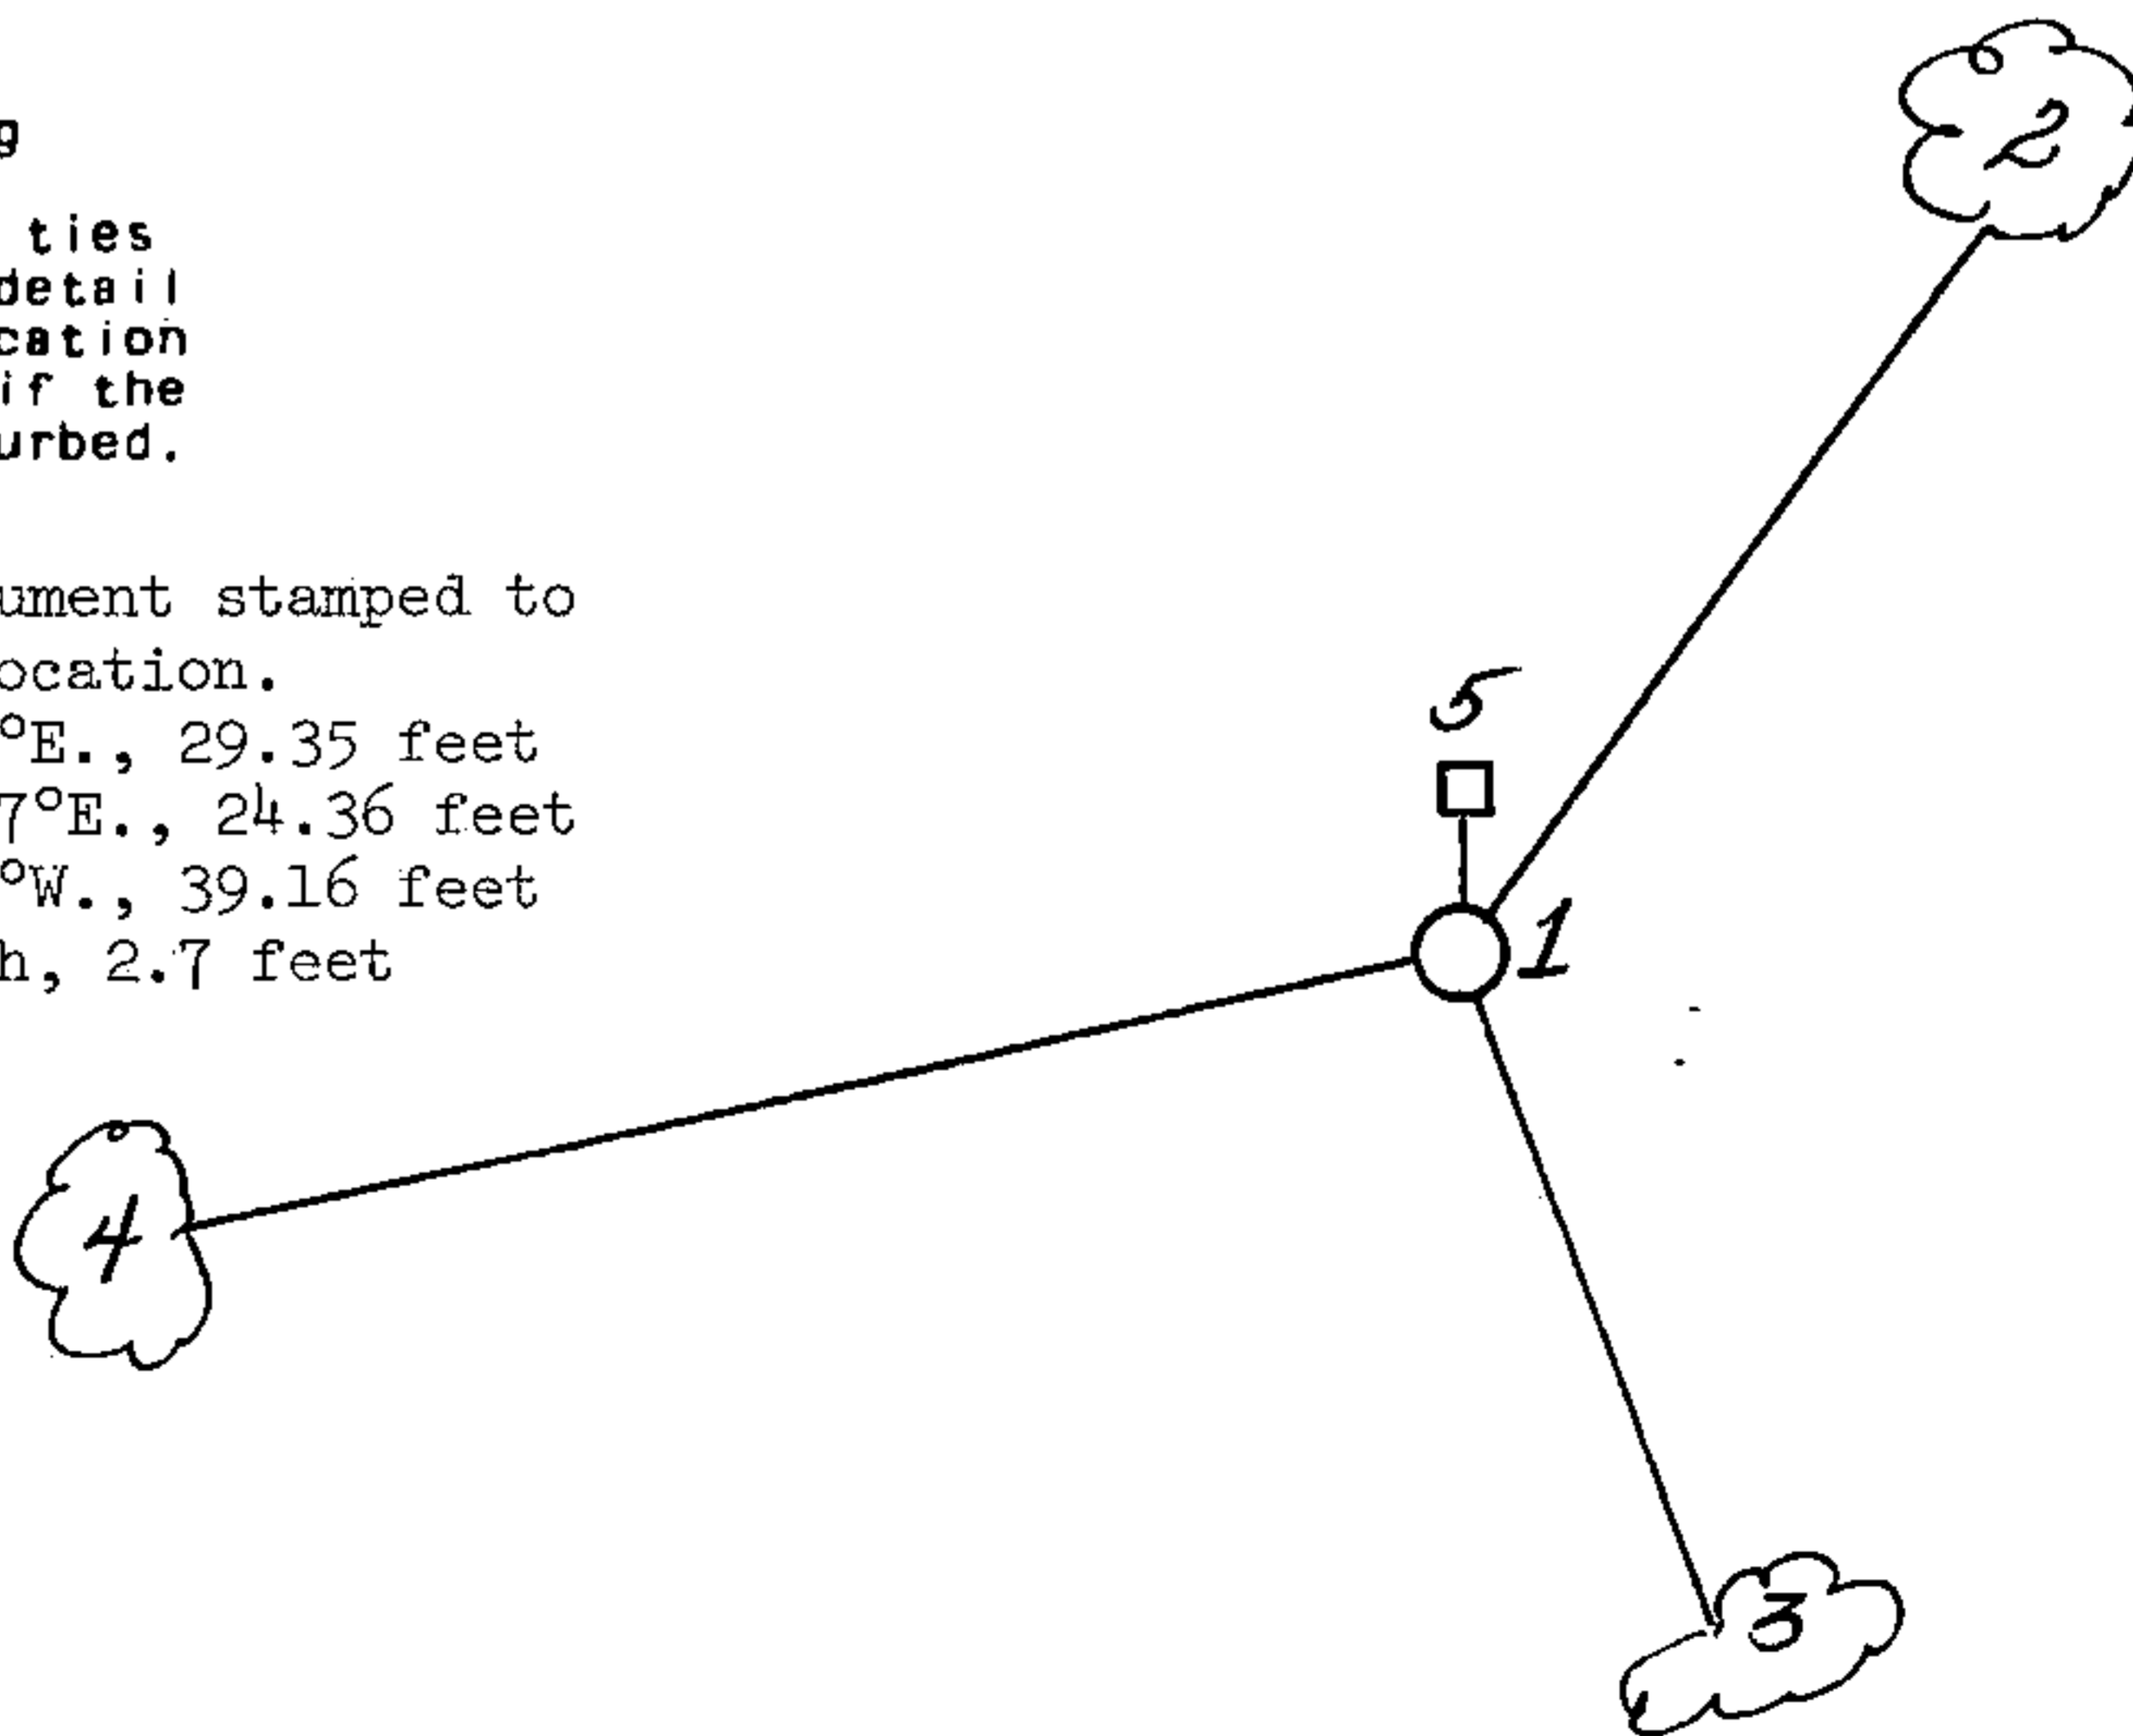 g
ties
detail
cation
if the
urbed.
ument stamped to
ocation.
°E., 29.35 feet
7°E., 24.36 feet
°W., 39.16 feet
h, 2.7 feet
2
5
1
4
3